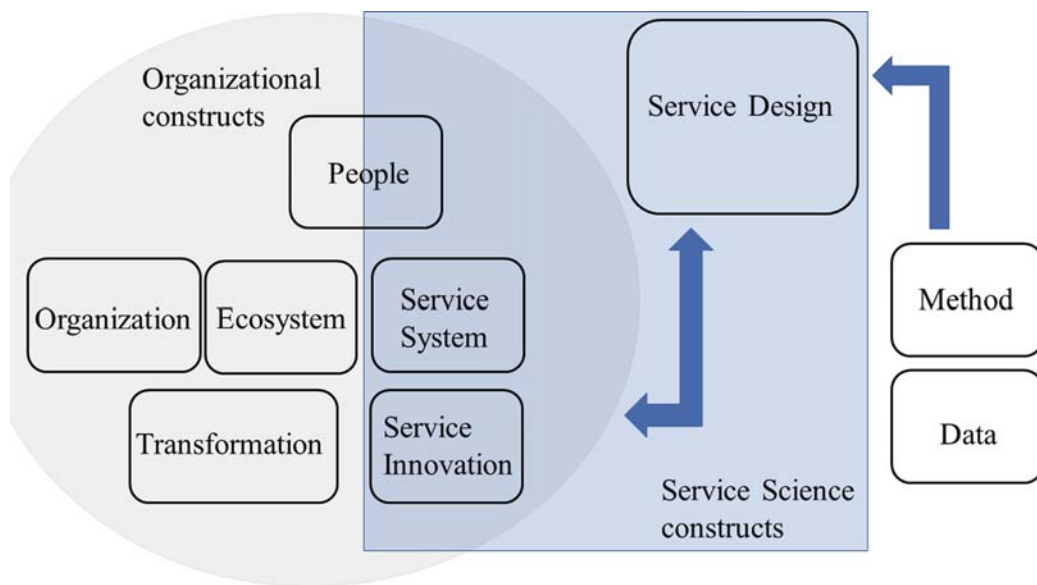 Organizational
constructs
Service Design
People
Organization
Ecosystem
Service
System
Method
Transformation
Service
Innovation
Data
Service Science
constructs